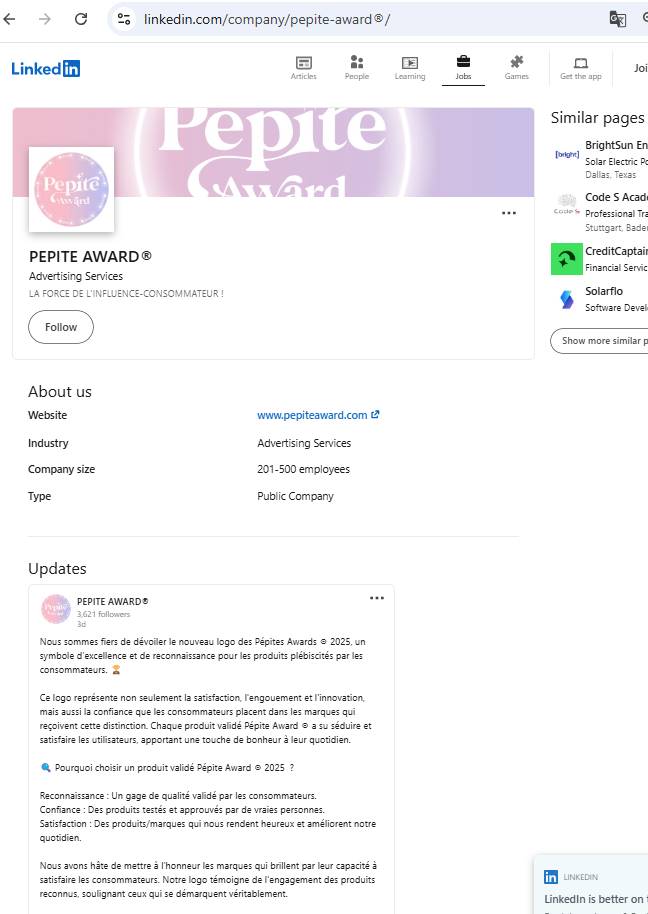 linkedin.com/company/pepite-award®/
LinkedIn
Articles
People
Learning
Jobs
Games
Get the app
Pepite
Award
Pepite
Award
PEPITE AWARD®
Advertising Services
LA FORCE DE L'INFLUENCE-CONSOMMATEUR !
Follow
Similar pages
[bright]
BrightSun
Solar Electric
Dallas, Texas
Code S
Code S
Professional
Stuttgart,
CreditCaptain
Financial
Solarflo
Software
Show more similar
About us
Website www.pepiteaward.com
Industry Advertising Services
Company size 201-500 employees
Type Public Company
Updates
Pepite
PEPITE AWARD®
3,621 followers
3d
Nous sommes fiers de dévoiler le nouveau logo des Pépites Awards © 2025, un
symbole d'excellence et de reconnaissance pour les produits plébiscités par les
consommateurs. 🏆
Ce logo représente non seulement la satisfaction, l'engouement et l'innovation,
mais aussi la confiance que les consommateurs placent dans les marques qui
reçoivent cette distinction. Chaque produit validé Pépite Award © a su séduire et
satisfaire les utilisateurs, apportant une touche de bonheur à leur quotidien.
🔍 Pourquoi choisir un produit validé Pépite Award © 2025 ?
Reconnaissance : Un gage de qualité validé par les consommateurs.
Confiance : Des produits testés et approuvés par de vraies personnes.
Satisfaction : Des produits/marques qui nous rendent heureux et améliorent notre
quotidien.
Nous avons hâte de mettre à l'honneur les marques qui brillent par leur capacité à
satisfaire les consommateurs. Notre logo témoigne de l'engagement des produits
reconnus, soulignant ceux qui se démarquent véritablement.
in LINKEDIN
LinkedIn is better on